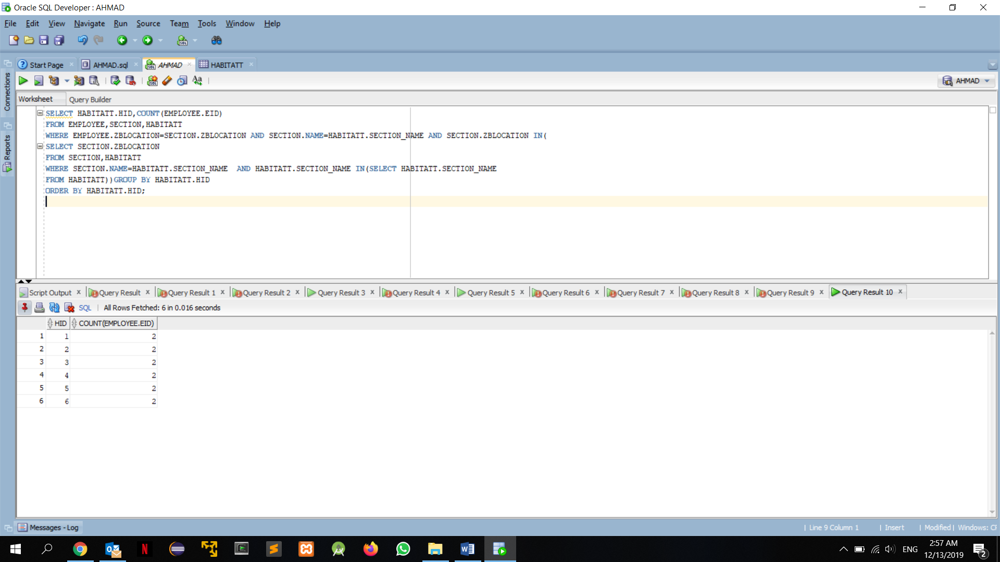 Oracle SQL Developer : AHMAD
File Edit View Navigate Run Source Team Tools Window Help
Start Page AHMAD.sql AHMAD HABITATT
AHMAD
Connections
Reports
Worksheet Query Builder
SELECT HABITATT.HID,COUNT(EMPLOYEE.EID)
FROM EMPLOYEE,SECTION,HABITATT
WHERE EMPLOYEE.ZBLOCATION=SECTION.ZBLOCATION AND SECTION.NAME=HABITATT.SECTION_NAME AND SECTION.ZBLOCATION IN(
SELECT SECTION.ZBLOCATION
FROM SECTION,HABITATT
WHERE SECTION.NAME=HABITATT.SECTION_NAME  AND HABITATT.SECTION_NAME IN(SELECT HABITATT.SECTION_NAME
FROM HABITATT))GROUP BY HABITATT.HID
ORDER BY HABITATT.HID;
Script Output x Query Result x Query Result 1 x Query Result 2 x Query Result 3 x Query Result 4 x Query Result 5 x Query Result 6 x Query Result 7 x Query Result 8 x Query Result 9 x Query Result 10 x
SQL | All Rows Fetched: 6 in 0.016 seconds
HID COUNT(EMPLOYEE.EID)
1 1 2
2 2 2
3 3 2
4 4 2
5 5 2
6 6 2
Messages - Log
| Line 9 Column 1 | Insert | Modified | Windows: CF
ENG 2:57 AM
12/13/2019
2